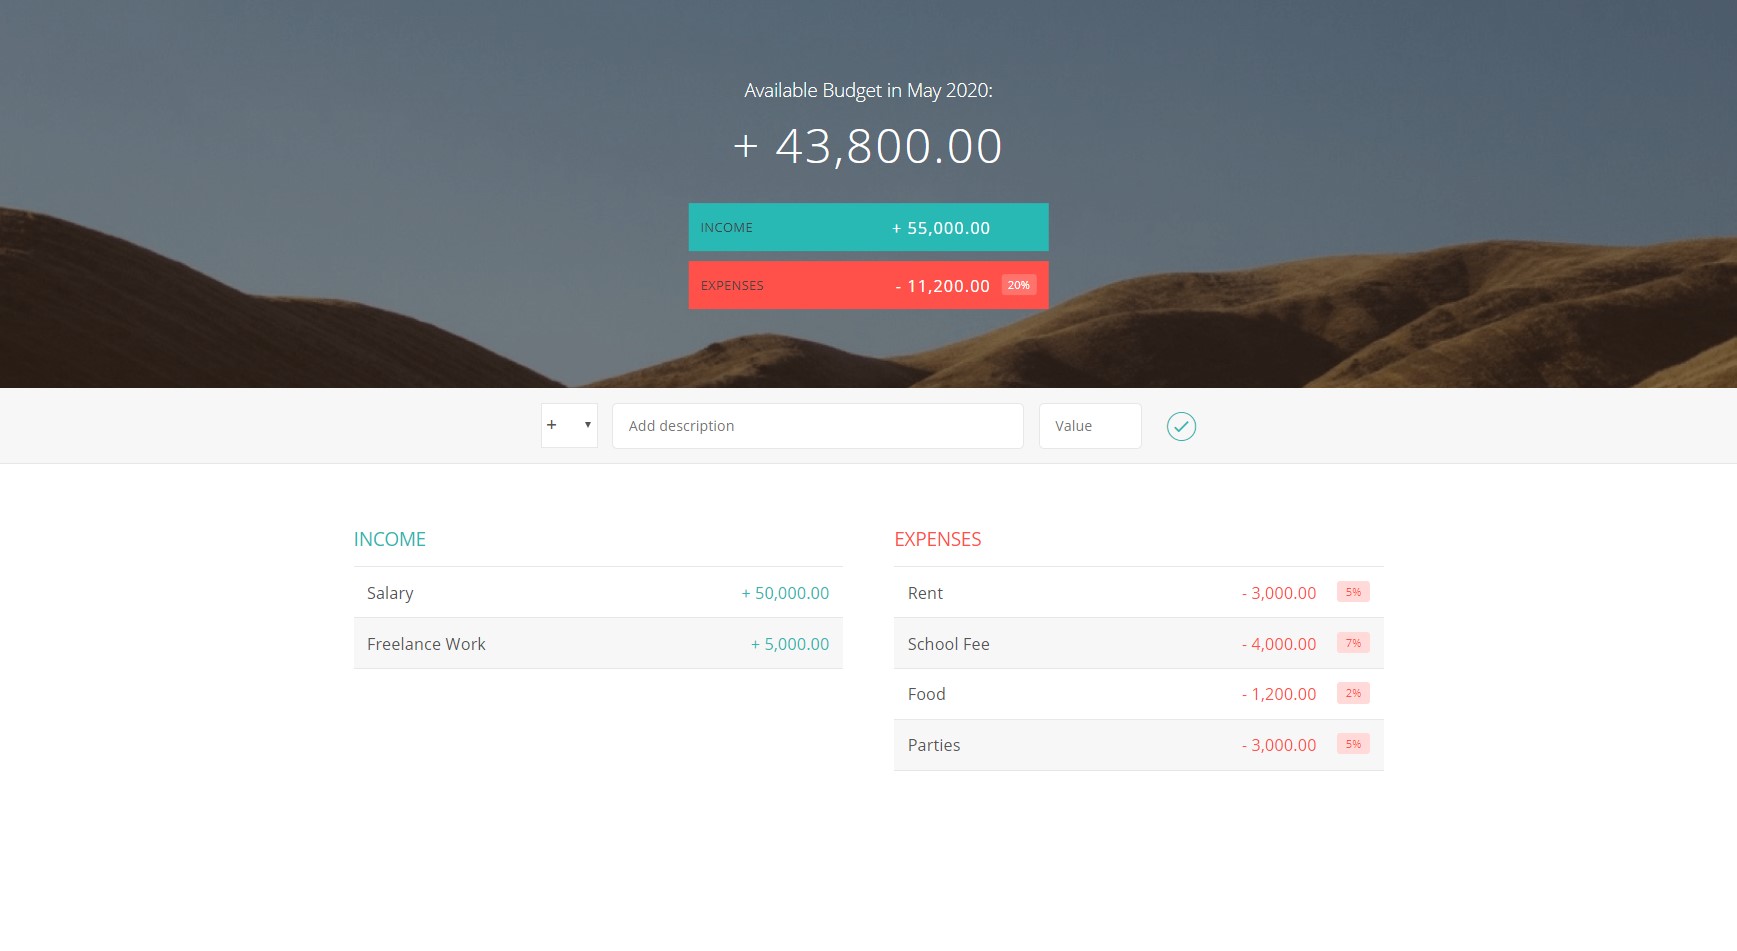 Available Budget in May 2020:
+ 43,800.00
INCOME + 55,000.00
EXPENSES - 11,200.00 20%
+ ▼ Add description Value
INCOME
Salary + 50,000.00
Freelance Work + 5,000.00
EXPENSES
Rent - 3,000.00 5%
School Fee - 4,000.00 7%
Food - 1,200.00 2%
Parties - 3,000.00 5%